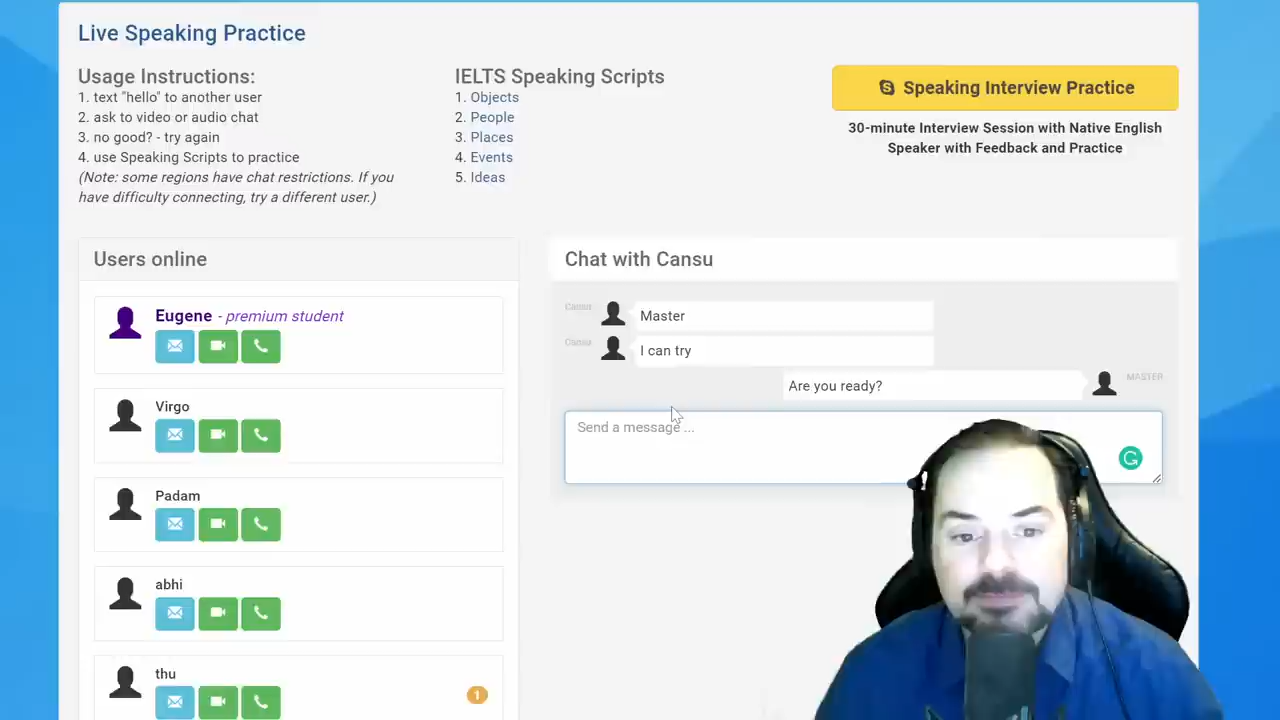 Live Speaking Practice
Usage Instructions:
1. text "hello" to another user
2. ask to video or audio chat
3. no good? - try again
4. use Speaking Scripts to practice
(Note: some regions have chat restrictions. If you
have difficulty connecting, try a different user.)
IELTS Speaking Scripts
1. Objects
2. People
3. Places
4. Events
5. Ideas
Speaking Interview Practice
30-minute Interview Session with Native English
Speaker with Feedback and Practice
Users online
Eugene - premium student
Virgo
Padam
abhi
thu
1
Chat with Cansu
Cansu
Master
Cansu
I can try
Are you ready?
MASTER
Send a message ...